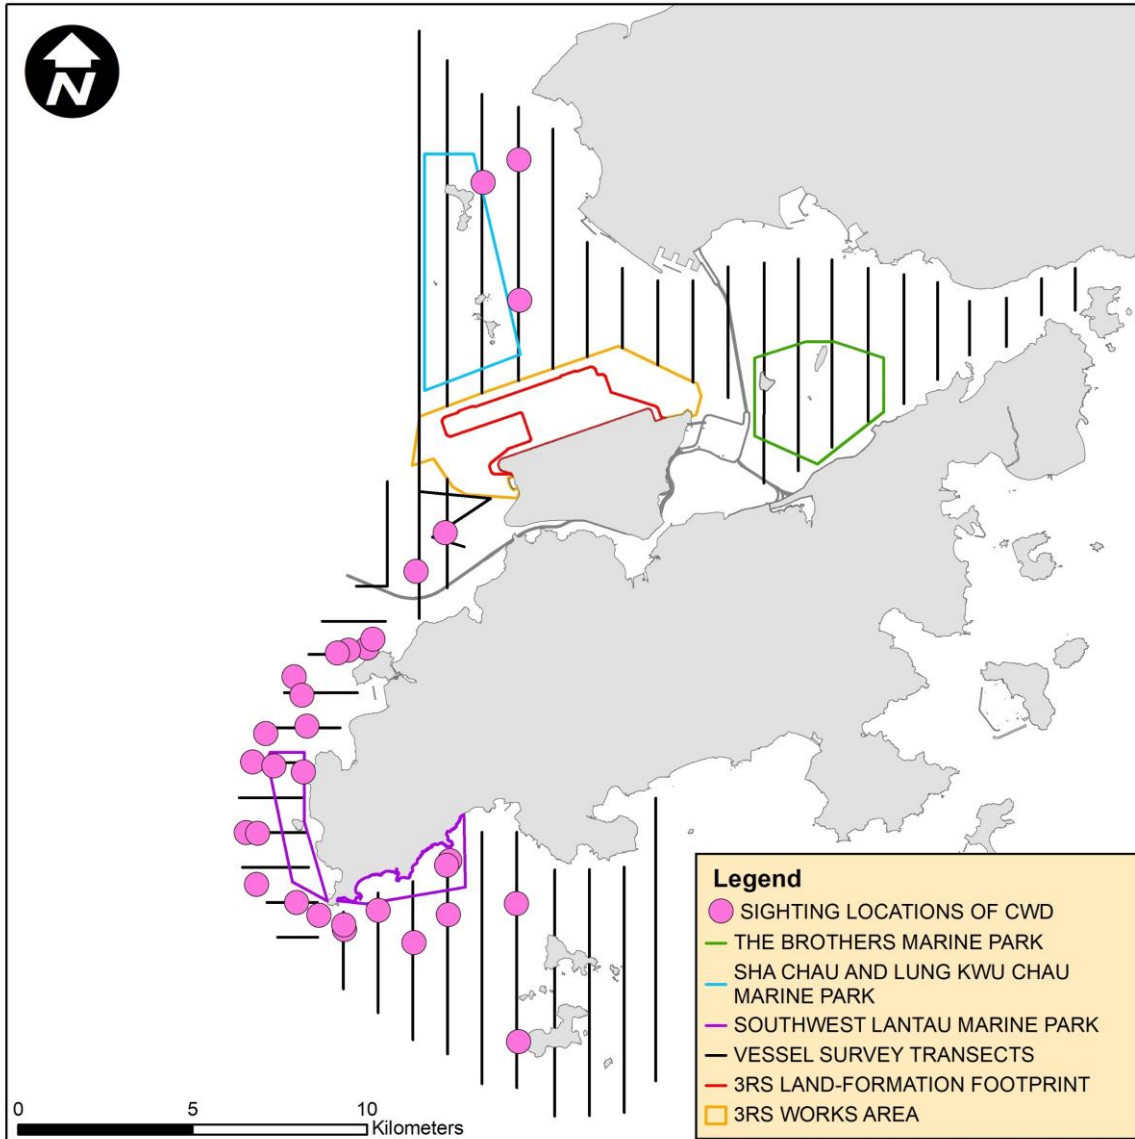 N
Legend
SIGHTING LOCATIONS OF CWD
THE BROTHERS MARINE PARK
SHA CHAU AND LUNG KWU CHAU
MARINE PARK
SOUTHWEST LANTAU MARINE PARK
VESSEL SURVEY TRANSECTS
3RS LAND-FORMATION FOOTPRINT
3RS WORKS AREA
0 5 10
Kilometers